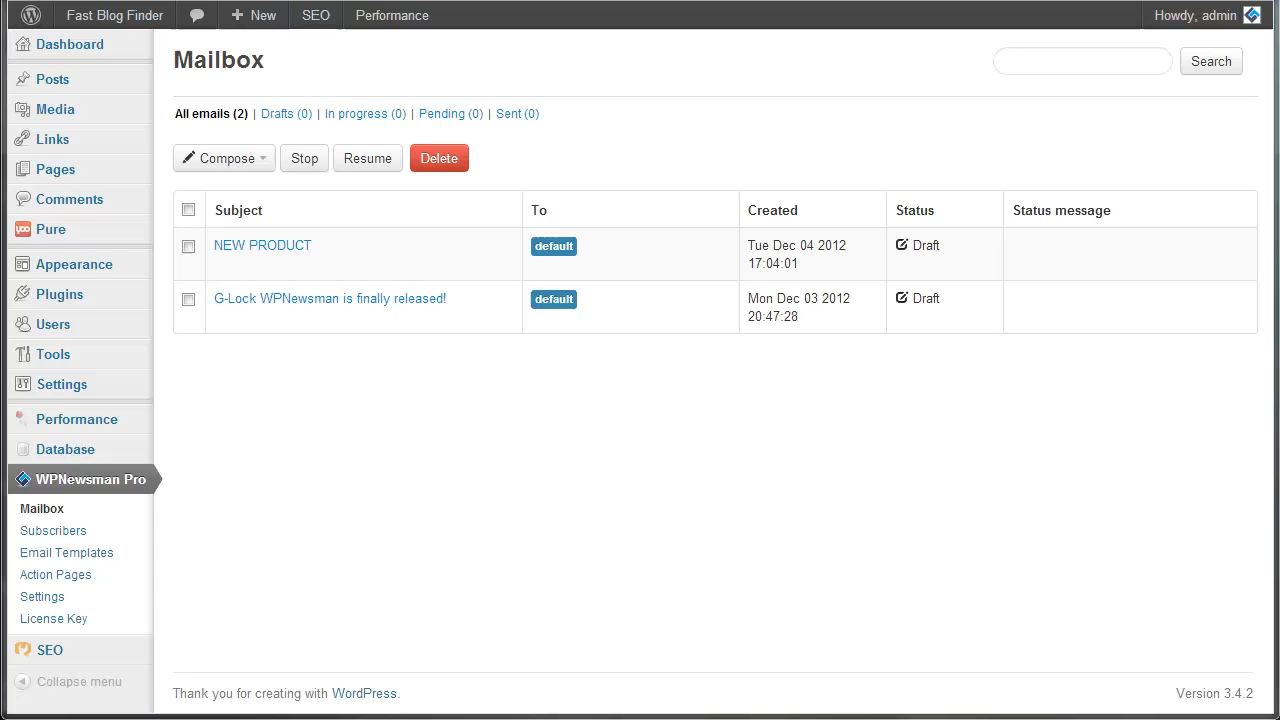 Fast Blog Finder
New
SEO
Performance
Howdy, admin
Dashboard
Posts
Media
Links
Pages
Comments
yoo Pure
Appearance
Plugins
Users
Tools
Settings
Performance
Database
WPNewsman Pro
Mailbox
Subscribers
Email Templates
Action Pages
Settings
License Key
SEO
Collapse menu
Mailbox
Search
All emails (2) | Drafts (0) | In progress (0) | Pending (0) | Sent (0)
Compose Stop Resume Delete
Subject To Created Status Status message
NEW PRODUCT default Tue Dec 04 2012 Draft
17:04:01
G-Lock WPNewsman is finally released! default Mon Dec 03 2012 Draft
20:47:28
Thank you for creating with WordPress. Version 3.4.2